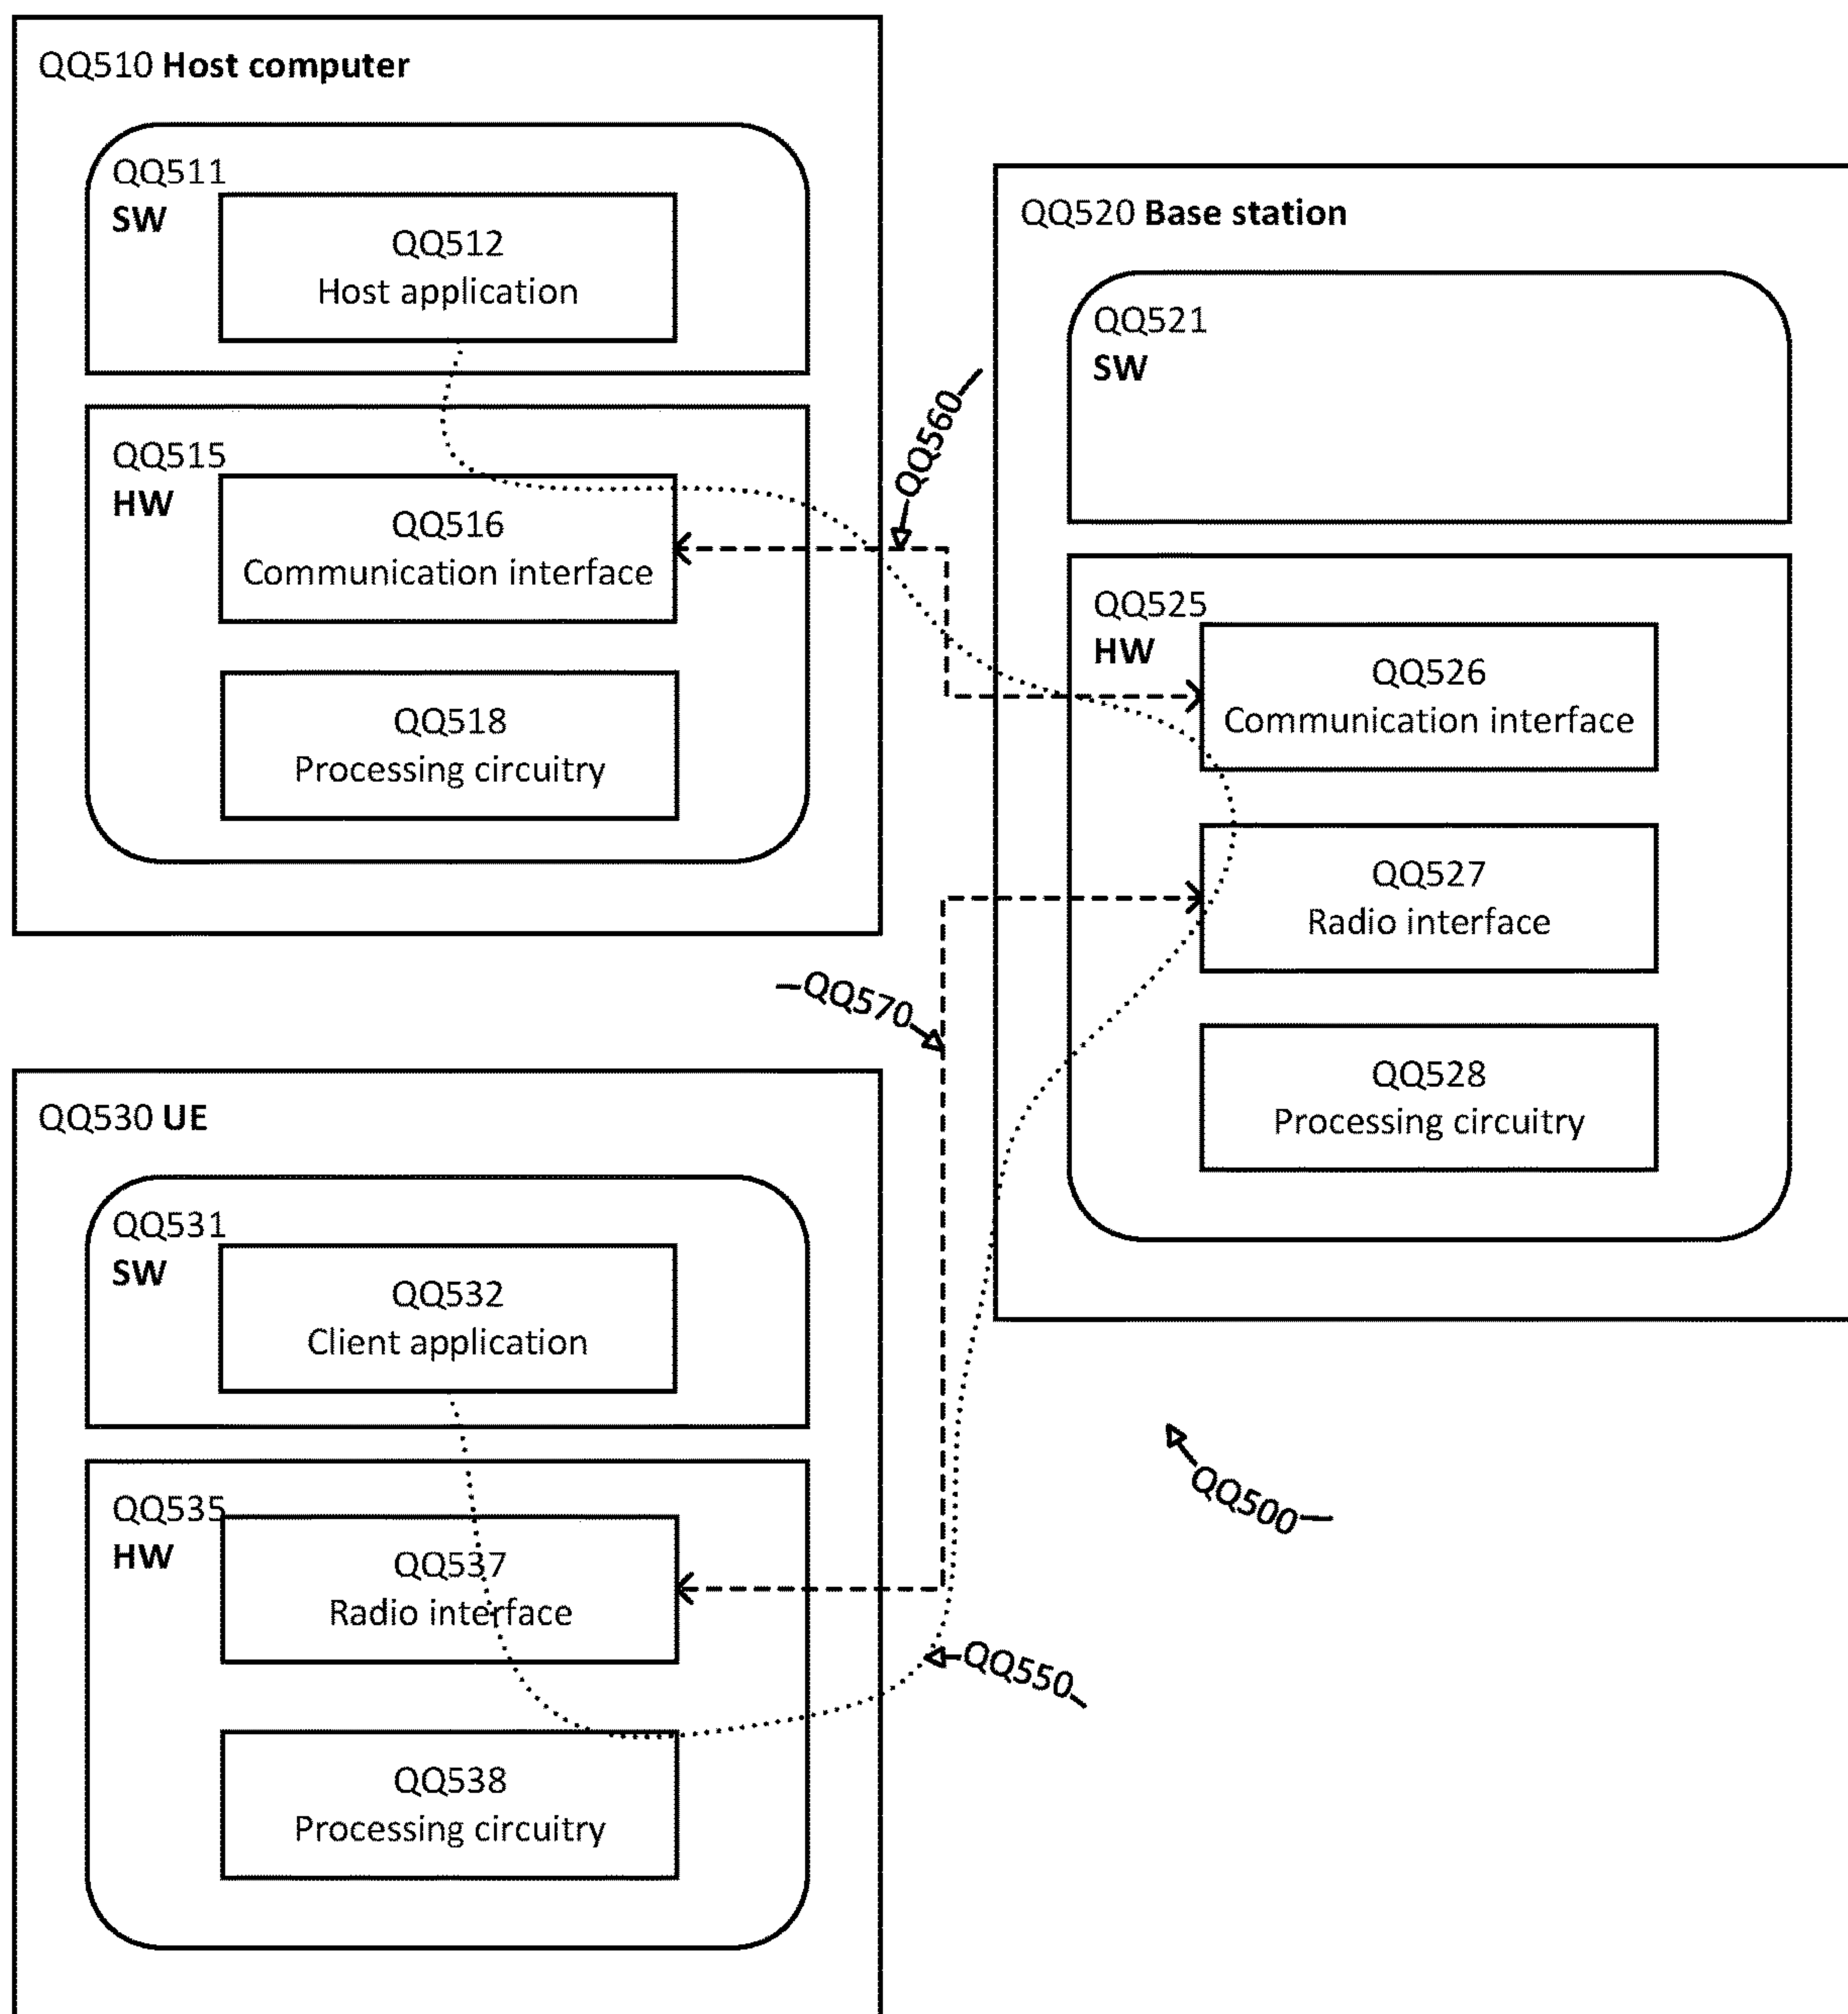 QQ510 Host computer
QQ511
SW
QQ512
Host application
QQ515
HW
QQ516
Communication interface
QQ518
Processing circuitry
QQ560
QQ520 Base station
QQ521
SW
QQ525
HW
QQ526
Communication interface
QQ527
Radio interface
QQ528
Processing circuitry
QQ570
QQ530 UE
QQ531
SW
QQ532
Client application
QQ535
HW
QQ537
Radio interface
QQ538
Processing circuitry
QQ500
QQ550